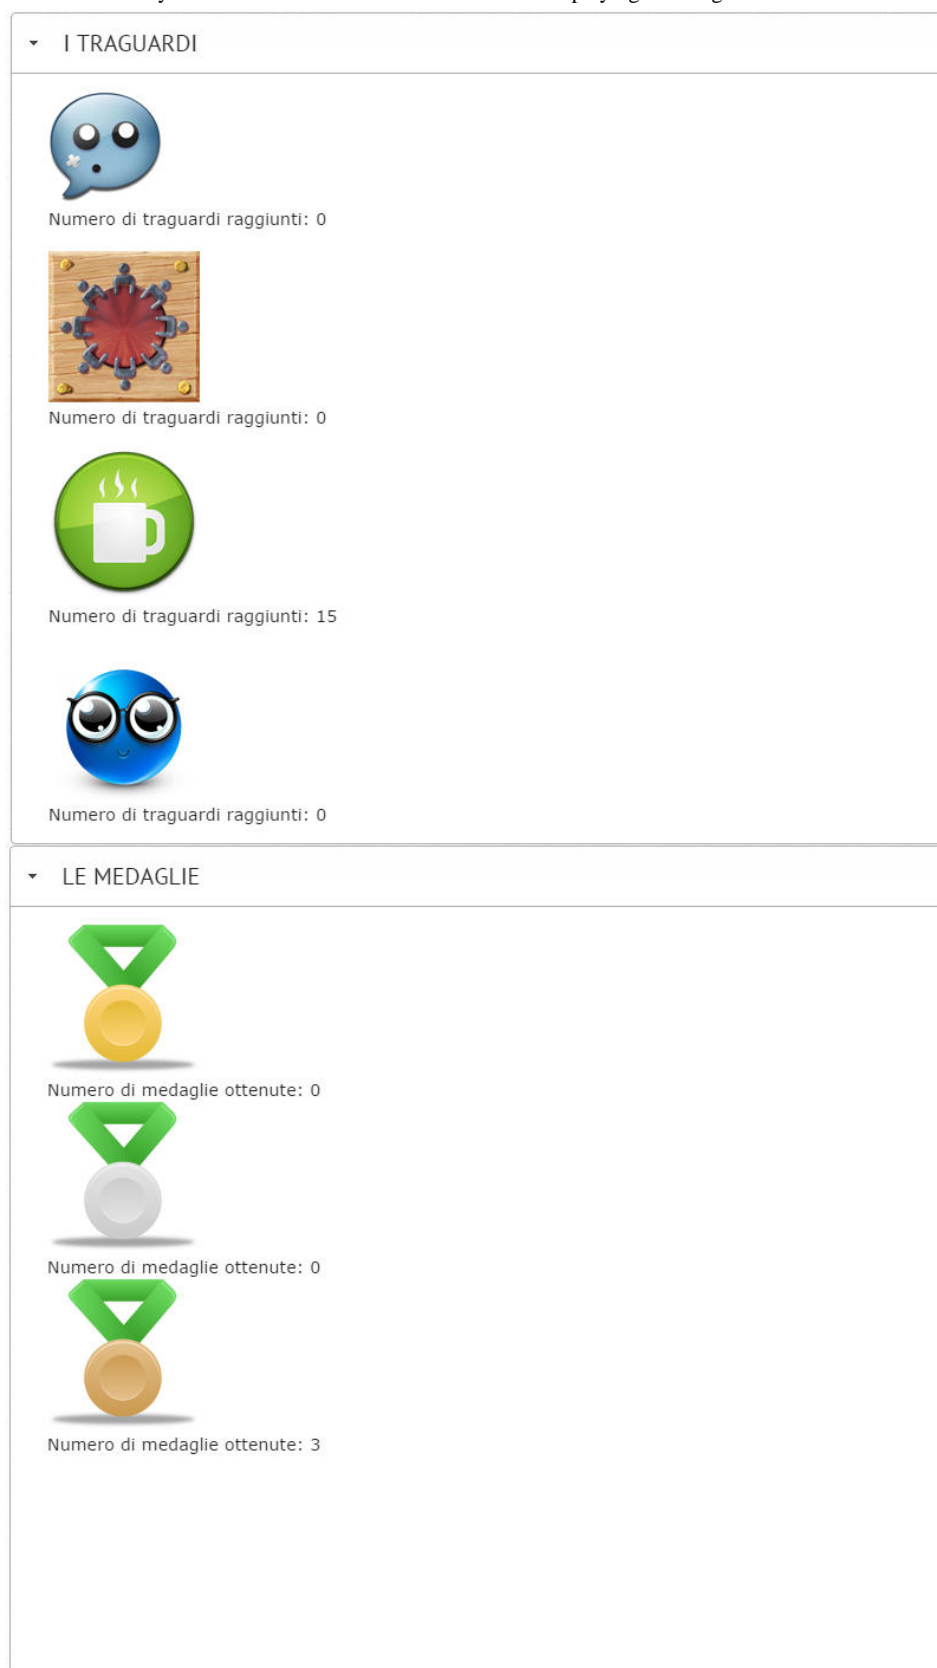 I TRAGUARDI
Numero di traguardi raggiunti: 0
Numero di traguardi raggiunti: 0
Numero di traguardi raggiunti: 15
Numero di traguardi raggiunti: 0
LE MEDAGLIE
Numero di medaglie ottenute: 0
Numero di medaglie ottenute: 0
Numero di medaglie ottenute: 3